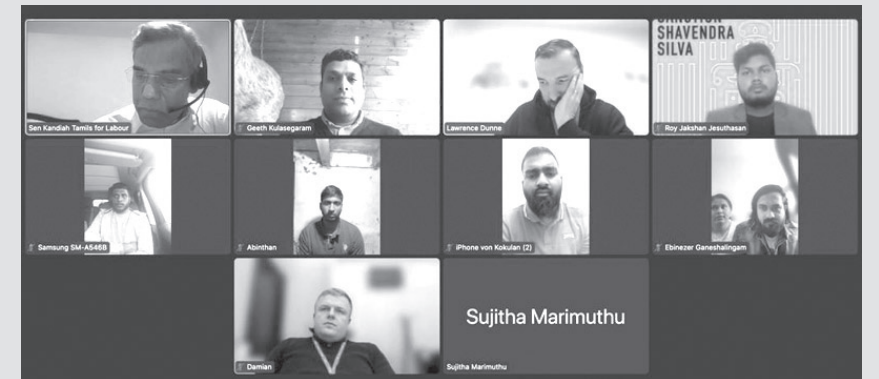 SANCTION
SHAVENDRA
SILVA
Sen Kandiah Tamils for Labour
Geeth Kulasegaram
Lawrence Dunne
Roy Jakshan Jesuthasan
Samsung SM-A546B
Abinthan
iPhone von Kokulan (2)
Ebinezer Ganeshalingam
Sujitha Marimuthu
Damian
Sujitha Marimuthu